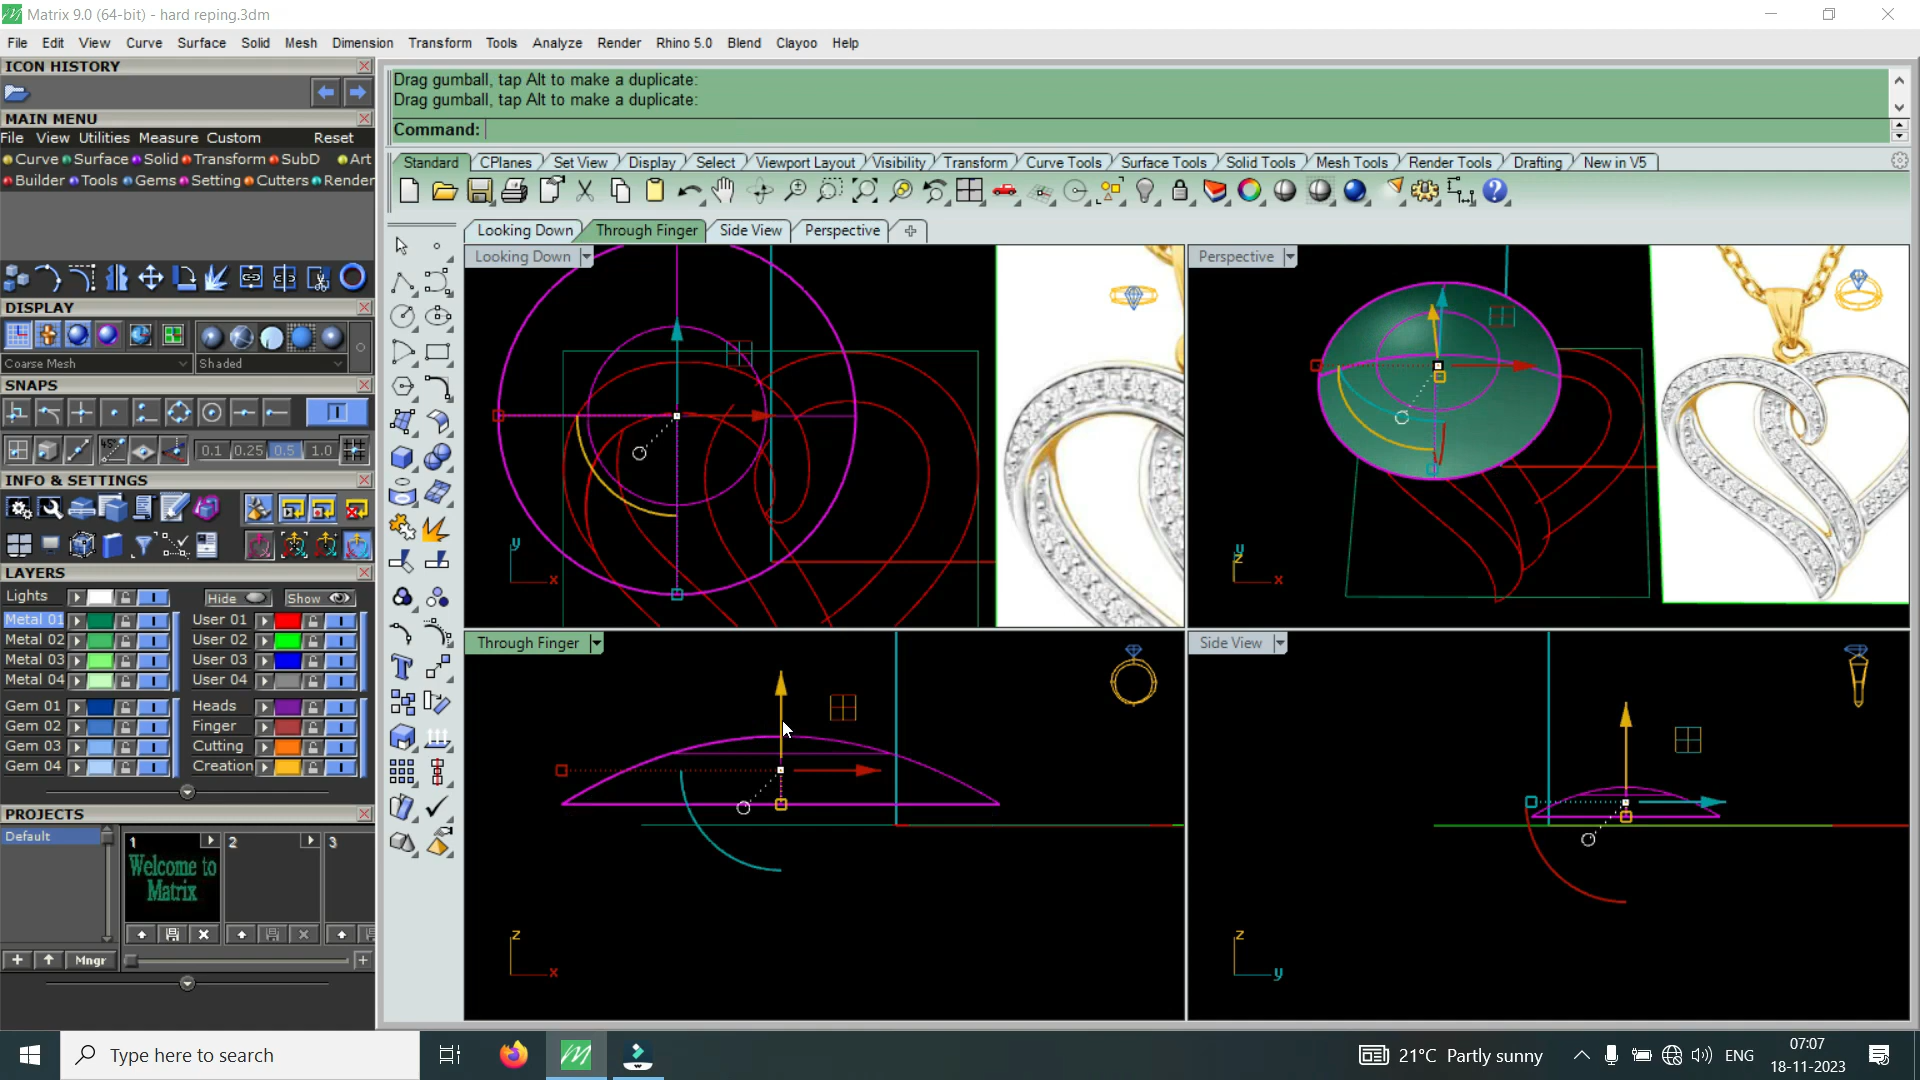 Matrix 9.0 (64-bit) - hard reping.3dm
File Edit View Curve Surface Solid Mesh Dimension Transform Tools Analyze Render Rhino 5.0 Blend Clayoo Help
ICON HISTORY
MAIN MENU
File View Utilities Measure Custom Reset
Curve Surface Solid Transform SubD Art
Builder Tools Gems Setting Cutters Render
DISPLAY
Coarse Mesh Shaded
SNAPS
0.1 0.25 0.5 1.0
INFO & SETTINGS
LAYERS
Lights Hide Show
Metal 01 User 01
Metal 02 User 02
Metal 03 User 03
Metal 04 User 04
Gem 01 Heads
Gem 02 Finger
Gem 03 Cutting
Gem 04 Creation
PROJECTS
Default
1 2 3
Welcome to
Matrix
Mngr
Drag gumball, tap Alt to make a duplicate:
Drag gumball, tap Alt to make a duplicate:
Command:
Standard CPlanes Set View Display Select Viewport Layout Visibility Transform Curve Tools Surface Tools Solid Tools Mesh Tools Render Tools Drafting New in V5
Looking Down Through Finger Side View Perspective
Looking Down
y
x
Perspective
y
z
x
Through Finger
z
x
Side View
z
y
Type here to search
21°C Partly sunny
ENG
07:07
18-11-2023